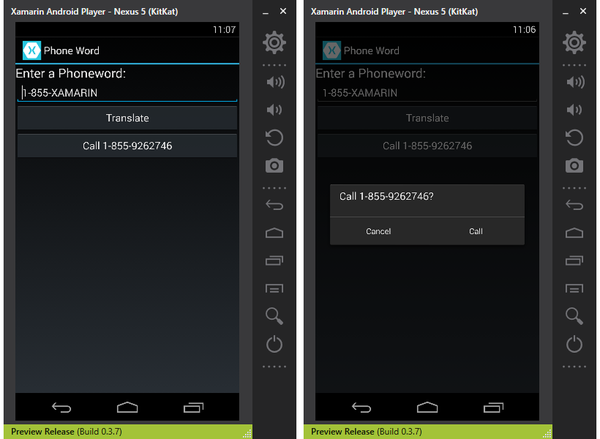 Xamarin Android Player - Nexus 5 (KitKat)
11:07
Phone Word
Enter a Phoneword:
1-855-XAMARIN
Translate
Call 1-855-9262746
Preview Release (Build 0.3.7)
Xamarin Android Player - Nexus 5 (KitKat)
11:06
Phone Word
Enter a Phoneword:
1-855-XAMARIN
Translate
Call 1-855-9262746
Call 1-855-9262746?
Cancel Call
Preview Release (Build 0.3.7)